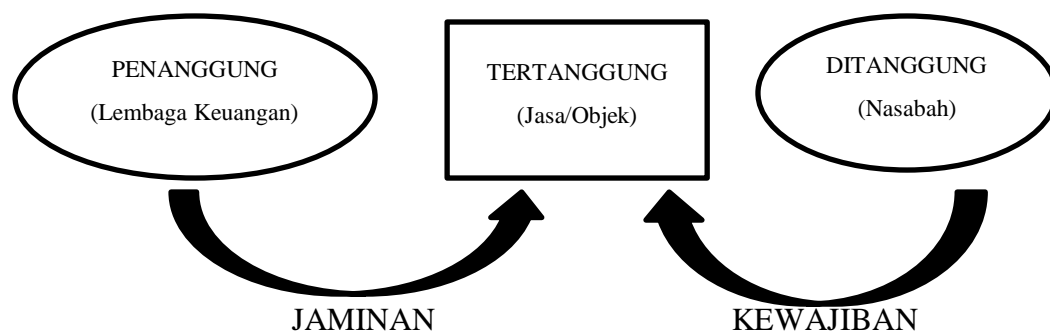 PENANGGUNG
(Lembaga Keuangan)
TERTANGGUNG
(Jasa/Objek)
DITANGGUNG
(Nasabah)
JAMINAN
KEWAJIBAN